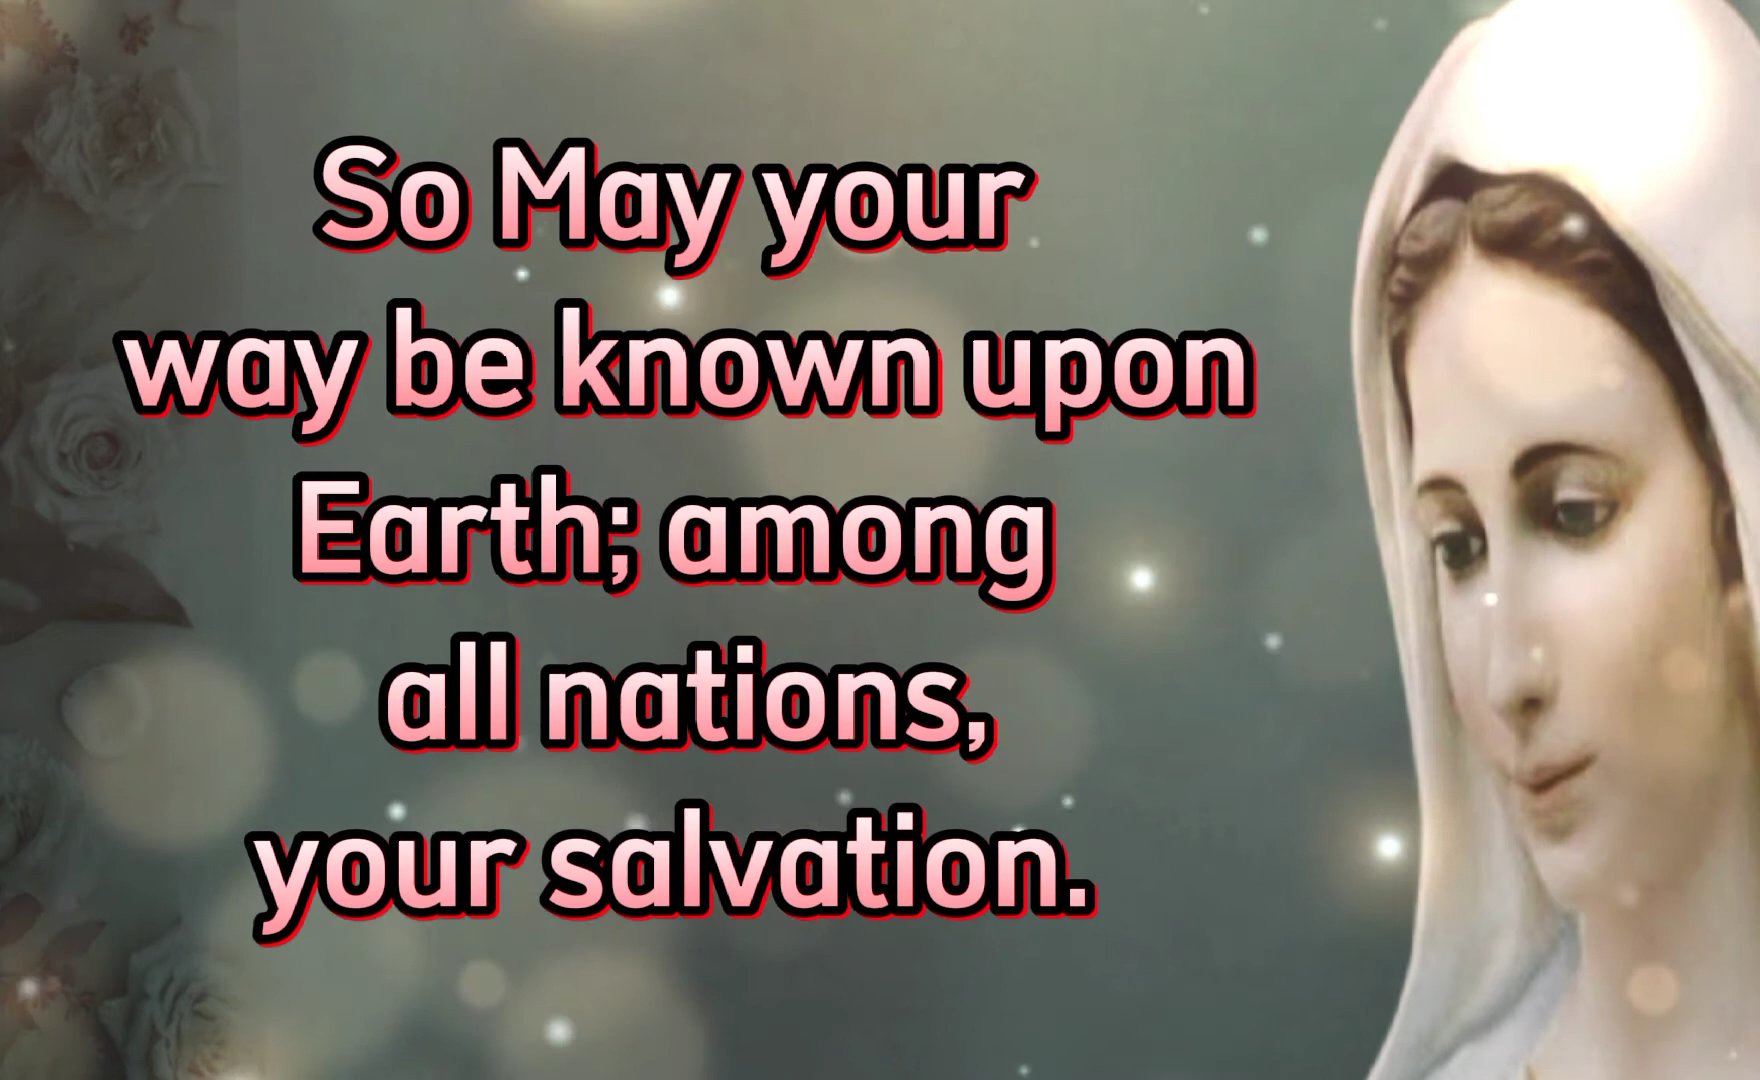 So May your
way be known upon
Earth; among
all nations,
your salvation.